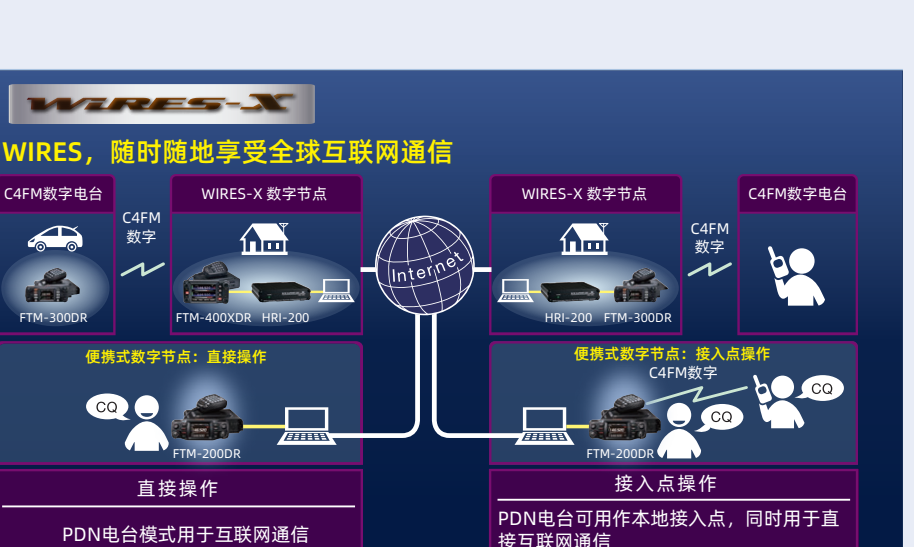 WIRES-X
WIRES，随时随地享受全球互联网通信
C4FM数字电台
WIRES-X 数字节点
WIRES-X 数字节点
C4FM数字电台
C4FM
数字
C4FM
数字
Internet
FTM-300DR
FTM-400XDR HRI-200
HRI-200 FTM-300DR
便携式数字节点：直接操作
便携式数字节点：接入点操作
C4FM数字
CQ
CQ
CQ
FTM-200DR
FTM-200DR
直接操作
接入点操作
PDN电台模式用于互联网通信
PDN电台可用作本地接入点，同时用于直
接互联网通信